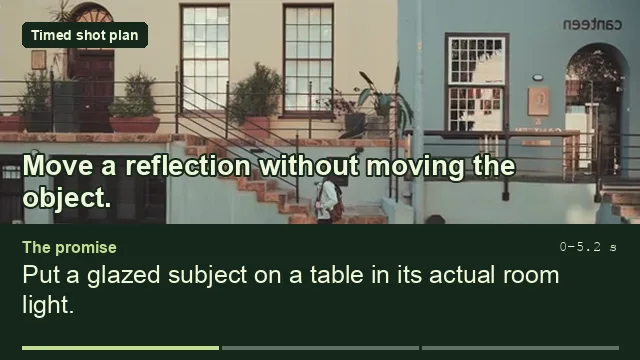 canteen
Timed shot plan
Move a reflection without moving the
object.
The promise
0–5.2 s
Put a glazed subject on a table in its actual room
light.